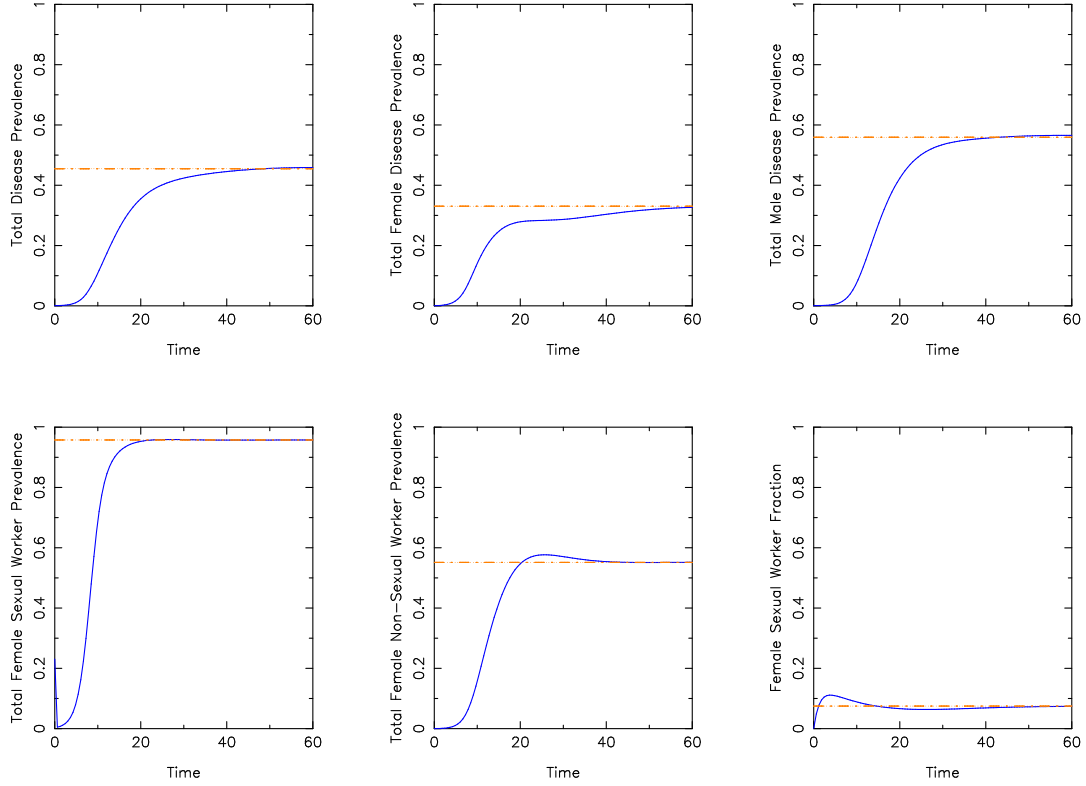 Total Disease Prevalence
1
0.8
0.6
0.4
0.2
0
0 20 40 60
Time
Total Female Disease Prevalence
1
0.8
0.6
0.4
0.2
0
0 20 40 60
Time
Total Male Disease Prevalence
1
0.8
0.6
0.4
0.2
0
0 20 40 60
Time
Total Female Sexual Worker Prevalence
1
0.8
0.6
0.4
0.2
0
0 20 40 60
Time
Total Female Non-Sexual Worker Prevalence
1
0.8
0.6
0.4
0.2
0
0 20 40 60
Time
Female Sexual Worker Fraction
1
0.8
0.6
0.4
0.2
0
0 20 40 60
Time